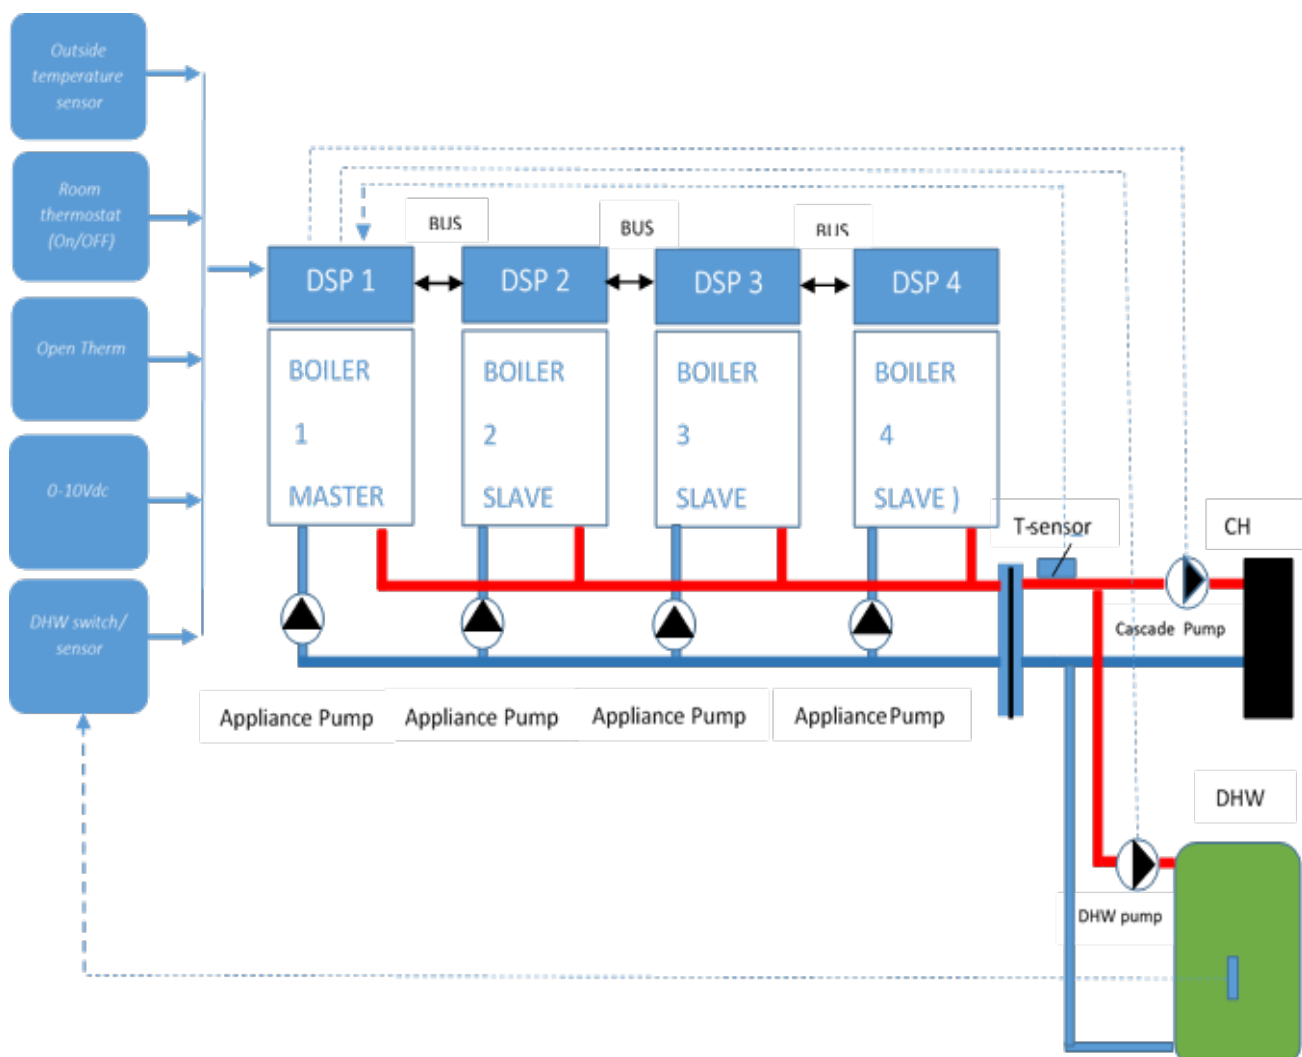 Outside
temperature
sensor
Room
thermostat
(On/OFF)
Open Therm
0-10Vdc
DHW switch/
sensor
BUS
BUS
BUS
DSP 1
DSP 2
DSP 3
DSP 4
BOILER
1
MASTER
BOILER
2
SLAVE
BOILER
3
SLAVE
BOILER
4
SLAVE )
T-sensor
CH
Cascade Pump
Appliance Pump
Appliance Pump
Appliance Pump
Appliance Pump
DHW
DHW pump